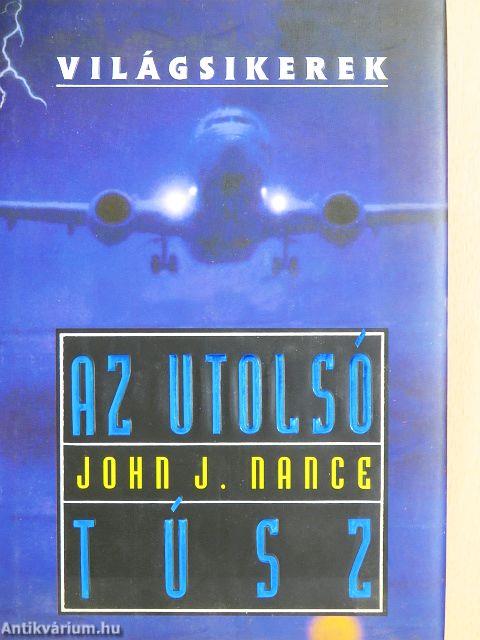 VILÁGSIKEREK
AZ UTOLSÓ
JOHN J. NANCE
TÚSZ
Antikvárium.hu